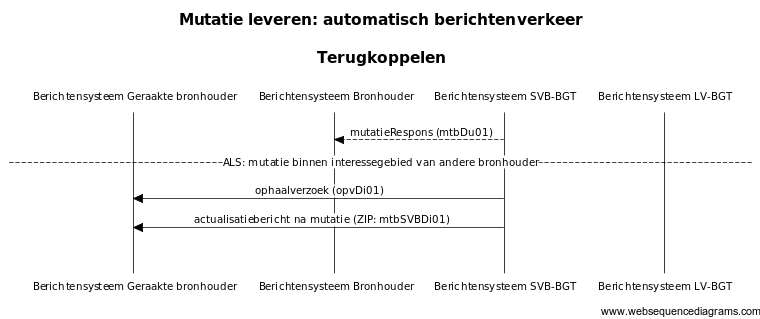 Mutatie leveren: automatisch berichtenverkeer
Terugkoppelen
Berichtensysteem Geraakte bronhouder Berichtensysteem Bronhouder Berichtensysteem SVB-BGT Berichtensysteem LV-BGT
mutatieRespons (mtbDu01)
ALS: mutatie binnen interessegebied van andere bronhouder
ophaalverzoek (opvDi01)
actualisatiebericht na mutatie (ZIP: mtbSVBDi01)
Berichtensysteem Geraakte bronhouder Berichtensysteem Bronhouder Berichtensysteem SVB-BGT Berichtensysteem LV-BGT
www.websequencediagrams.com